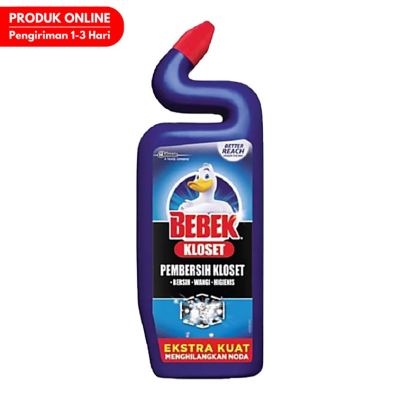 PRODUK ONLINE
Pengiriman 1-3 Hari
BETTER
REACH
BEBEK
KLOSET
PEMBERSIH KLOSET
• BERSIH • WANGI • HIGIENIS
EKSTRA KUAT
MENGHILANGKAN NODA